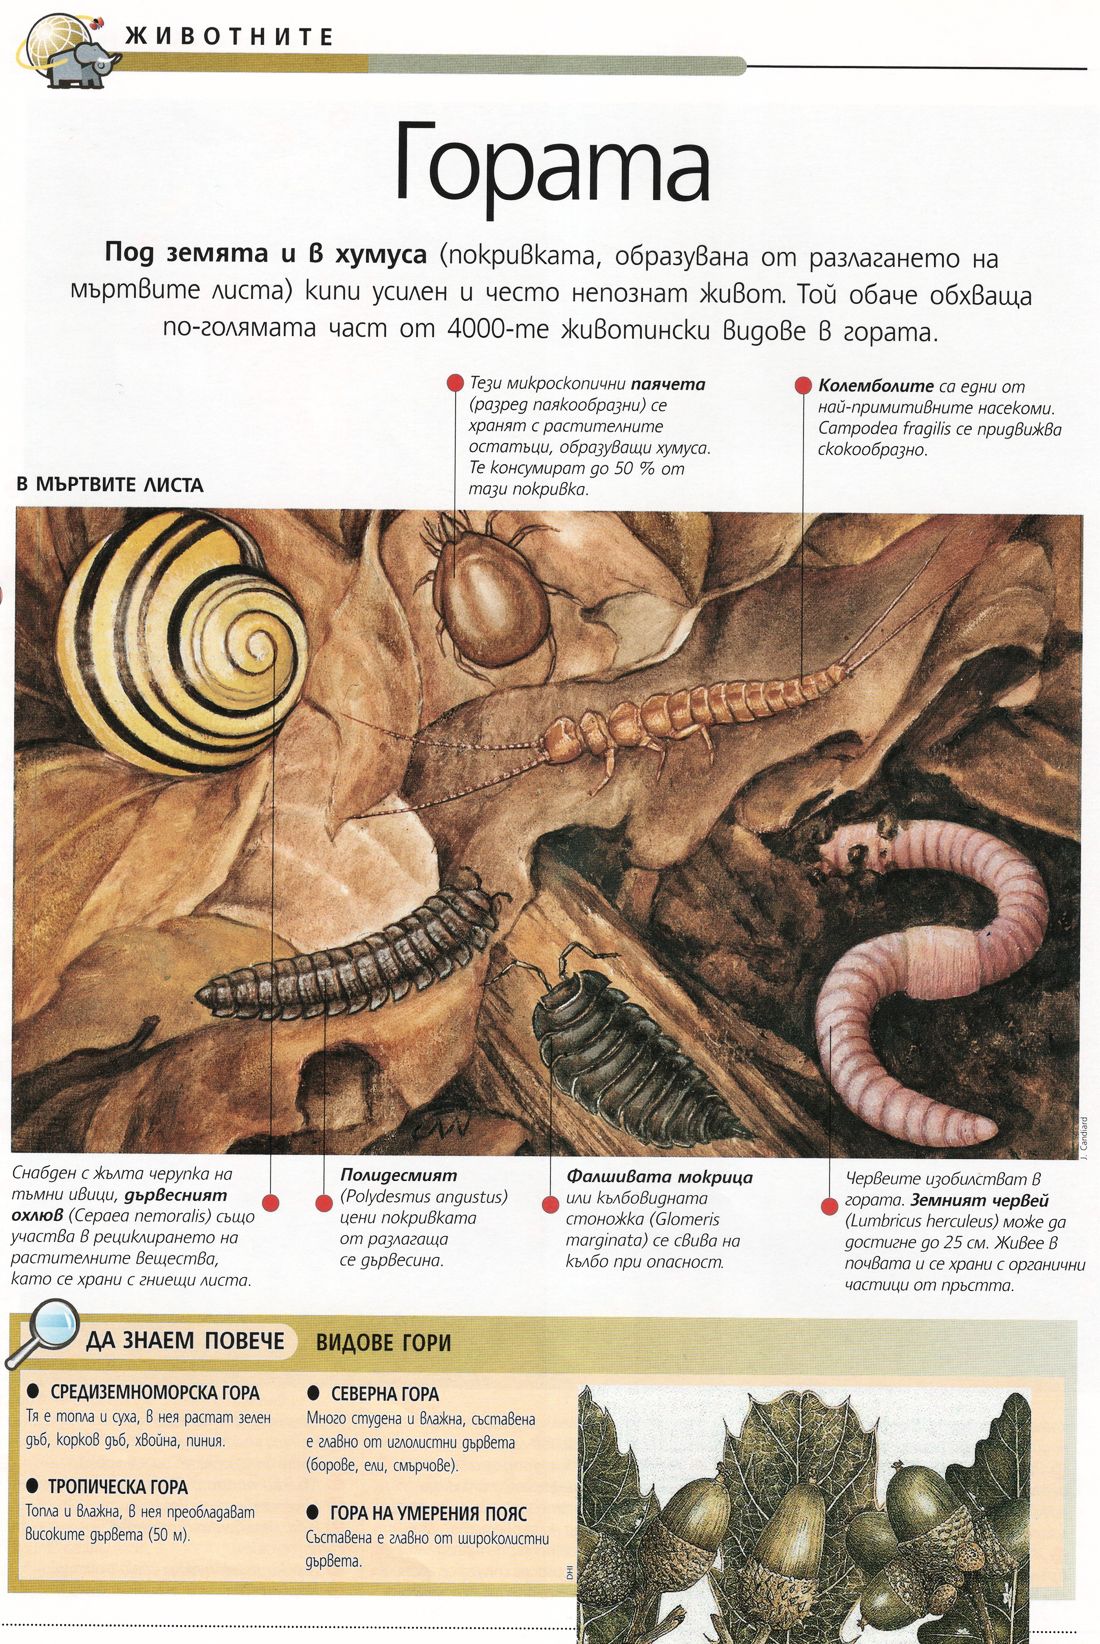 ЖИВОТНИТЕ
Гората
Под земята и в хумуса (покривката, образувана от разлагането на
мъртвите листа) кипи усилен и често непознат живот. Той обаче обхваща
по-голямата част от 4000-те животински видове в гората.
Тези микроскопични паячета
(разред паякообразни) се
хранят с растителните
остатъци, образуващи хумуса.
Те консумират до 50 % от
тази покривка.
Колемболите са едни от
най-примитивните насекоми.
Campodea fragilis се придвижва
скокообразно.
В МЪРТВИТЕ ЛИСТА
J. Candiard
Снабден с жълта черупка на
тъмни ивици, дървесният
охлюв (Cepaea nemoralis) също
участва в рециклирането на
растителните вещества,
като се храни с гниещи листа.
Полидесмият
(Polydesmus angustus)
цени покривката
от разлагаща
се дървесина.
Фалшивата мокрица
или кълбовидната
стоножка (Glomeris
marginata) се свива на
кълбо при опасност.
Червеите изобилстват в
гората. Земният червей
(Lumbricus herculeus) може да
достигне до 25 см. Живее в
почвата и се храни с органични
частици от пръстта.
ДА ЗНАЕМ ПОВЕЧЕ
ВИДОВЕ ГОРИ
● СРЕДИЗЕМНОМОРСКА ГОРА
Тя е топла и суха, в нея растат зелен
дъб, корков дъб, хвойна, пиния.
● ТРОПИЧЕСКА ГОРА
Топла и влажна, в нея преобладават
високите дървета (50 м).
● СЕВЕРНА ГОРА
Много студена и влажна, съставена
е главно от иглолистни дървета
(борове, ели, смърчове).
● ГОРА НА УМЕРЕНИЯ ПОЯС
Съставена е главно от широколистни
дървета.
DHI